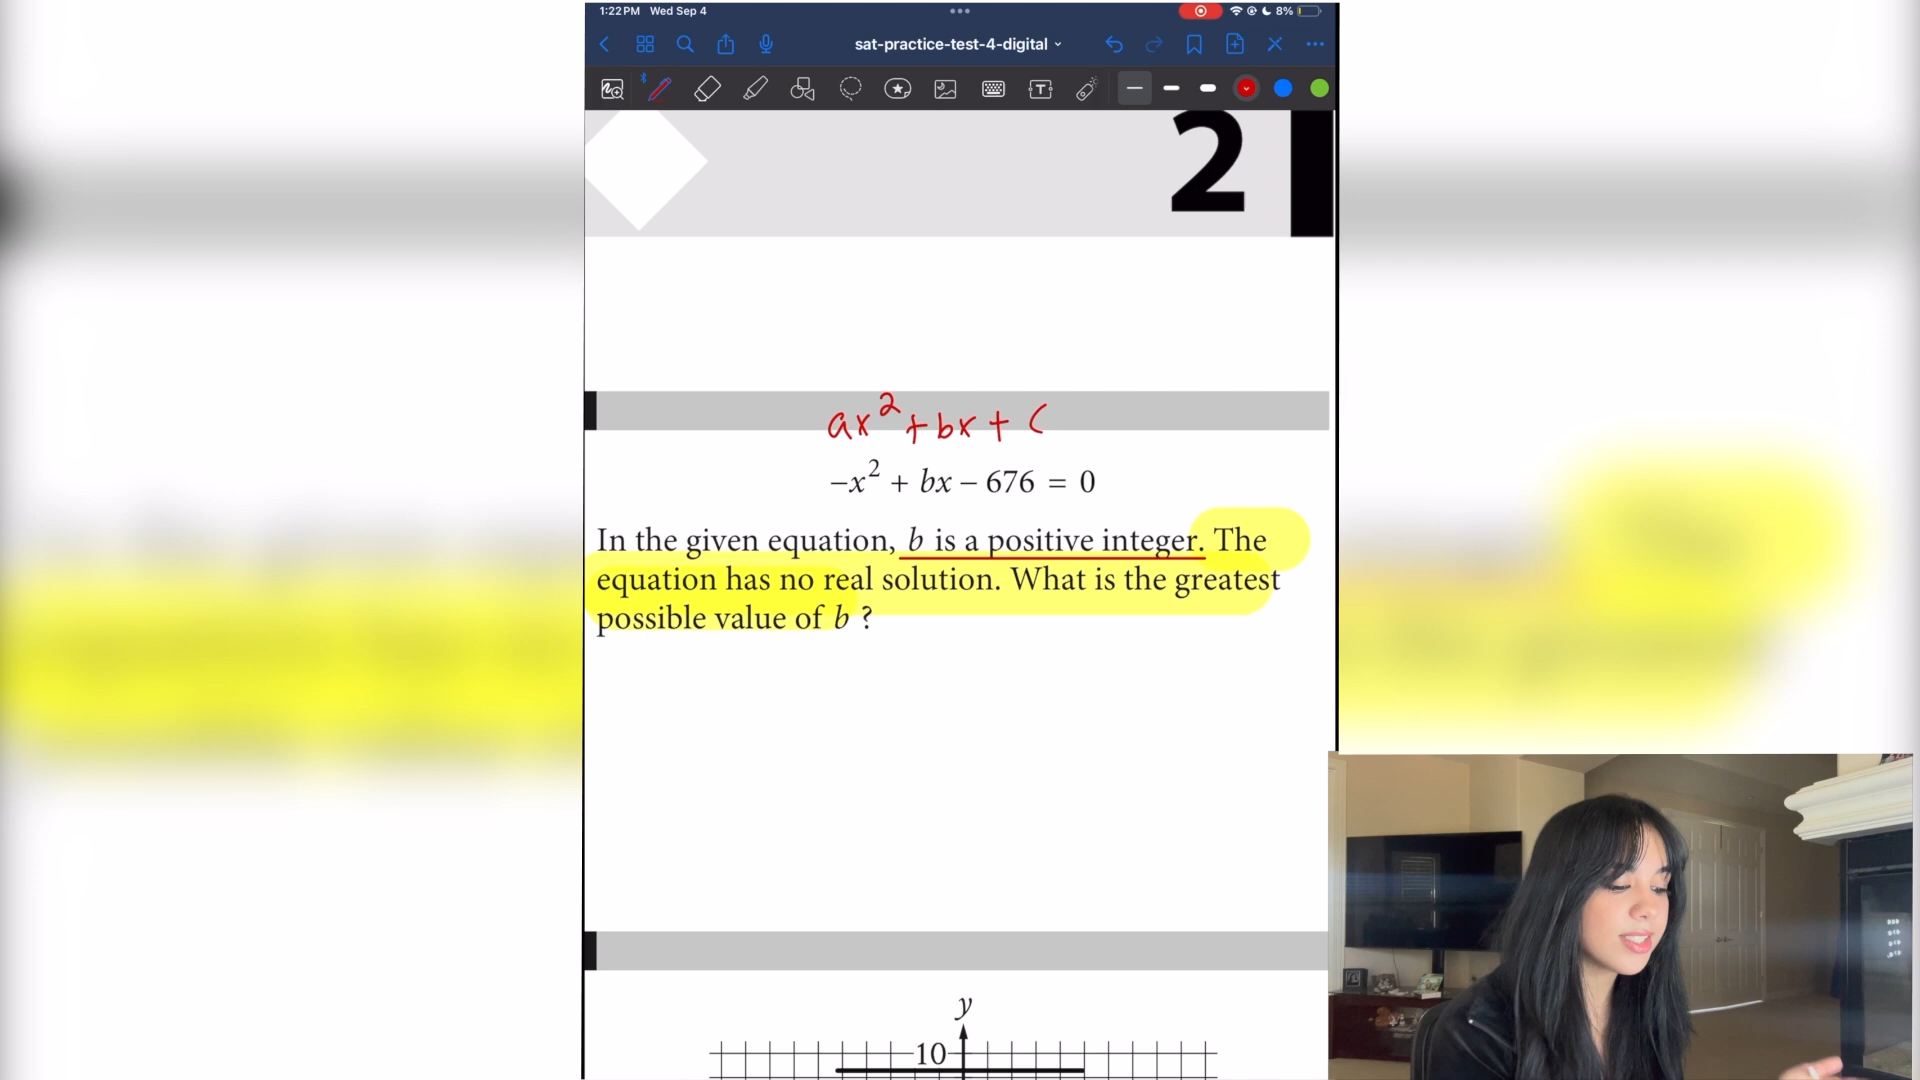 1:22 PM Wed Sep 4
8%
sat-practice-test-4-digital
2
ax² + bx + c
−x² + bx − 676 = 0
In the given equation, b is a positive integer. The
equation has no real solution. What is the greatest
possible value of b ?
y
10